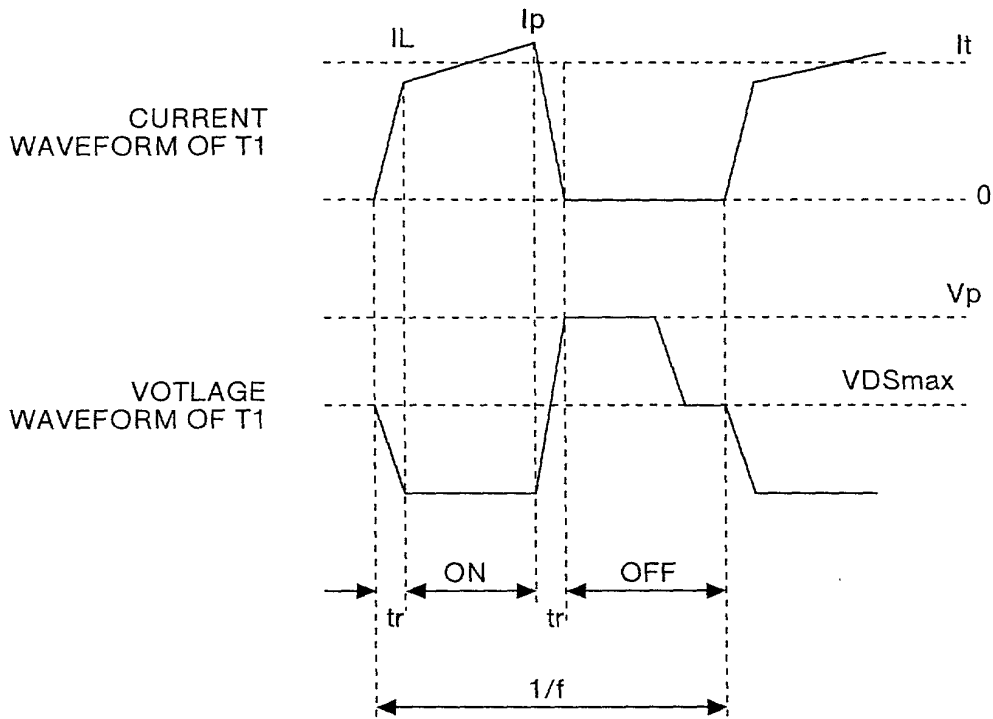 Ip
IL
It
CURRENT
WAVEFORM OF T1
0
Vp
VDSmax
VOTLAGE
WAVEFORM OF T1
ON
OFF
tr
tr
1/f